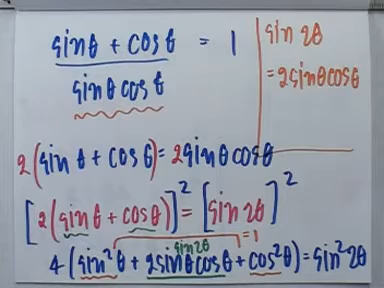 sinθ + cosθ = 1
sinθ cosθ
sin 2θ
= 2sinθcosθ
2(sinθ + cosθ) = 2sinθcosθ
[2(sinθ + cosθ)]² = [sin 2θ]²
sin2θ =1
4(sin²θ + 2sinθcosθ + cos²θ) = sin²2θ